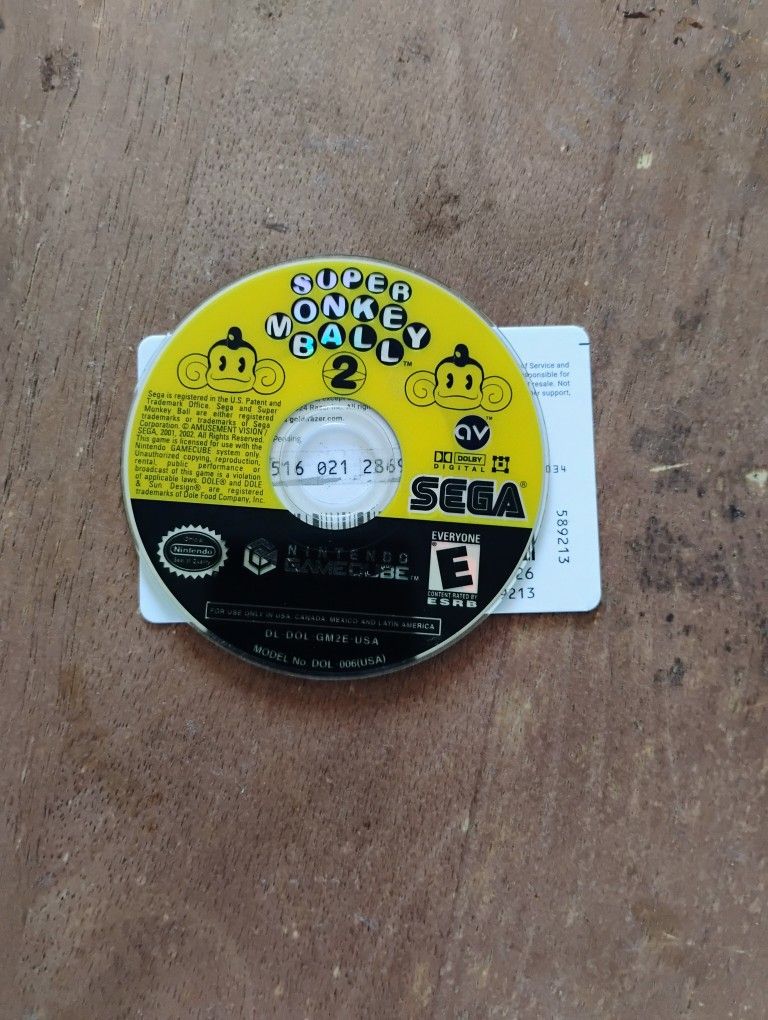 SUPER
MONKEY
BALL™
2
Sega is registered in the U.S. Patent and
Trademark Office. Sega and Super
Monkey Ball are either registered
trademarks or trademarks of Sega
Corporation. © AMUSEMENT VISION /
SEGA, 2001, 2002. All Rights Reserved.
This game is licensed for use with the
Nintendo GAMECUBE system only.
Unauthorized copying, reproduction,
rental, public performance or
broadcast of this game is a violation
of applicable laws. DOLE® and DOLE
& Sun Design® are registered
trademarks of Dole Food Company, Inc.
av™
DOLBY
DIGITAL
SEGA®
516 021 2869
Official
Nintendo
Seal of Quality
NINTENDO
GAMECUBE™
EVERYONE
E
CONTENT RATED BY
ESRB
FOR USE ONLY IN USA, CANADA, MEXICO AND LATIN AMERICA
DL-DOL-GM2E-USA
MODEL No. DOL-006(USA)
of Service and
responsible for
resale. Not
support,
034
589213
26
9213